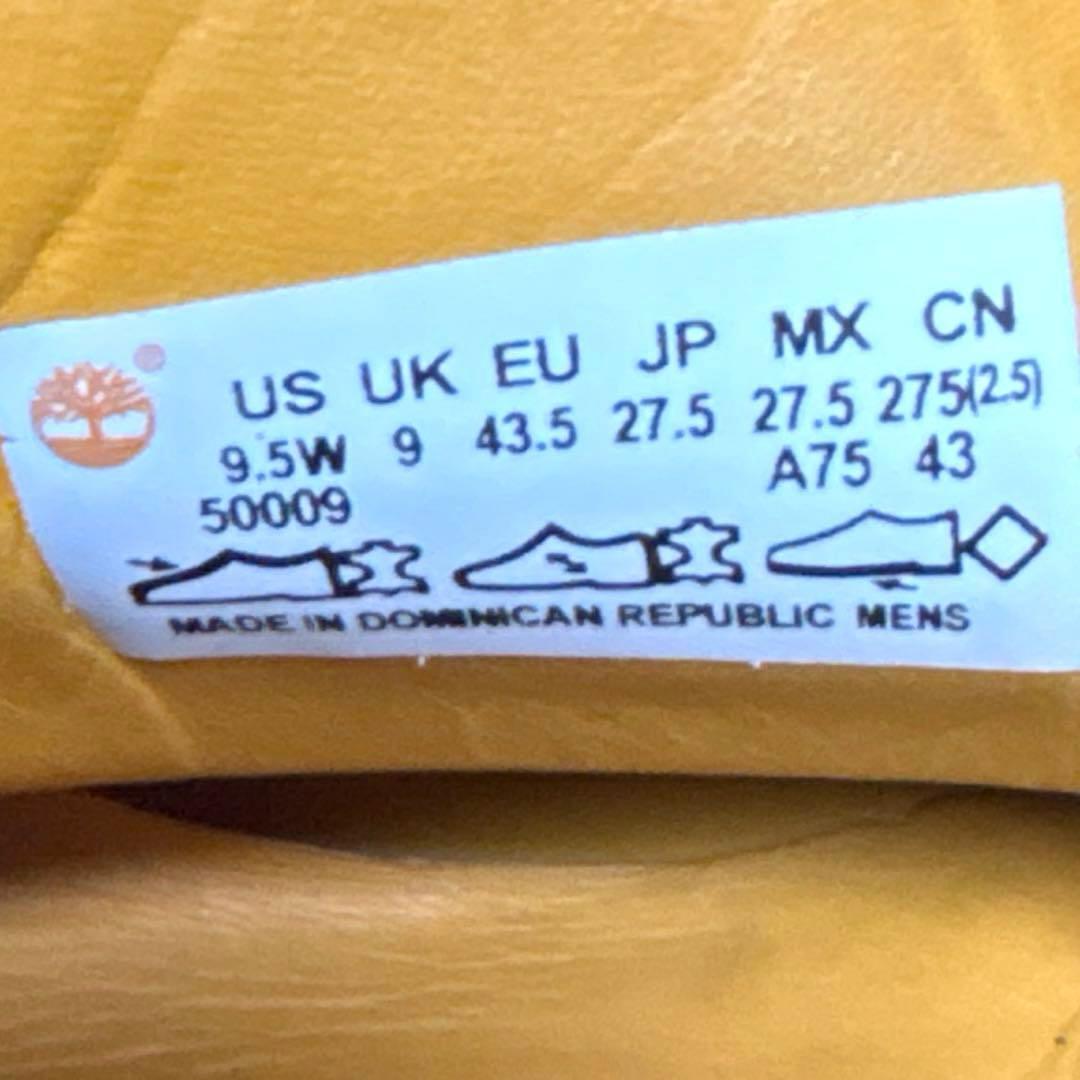 US UK EU JP MX CN
9.5W 9 43.5 27.5 27.5 275(2.5)
50009 A75 43
MADE IN DOMINICAN REPUBLIC MENS